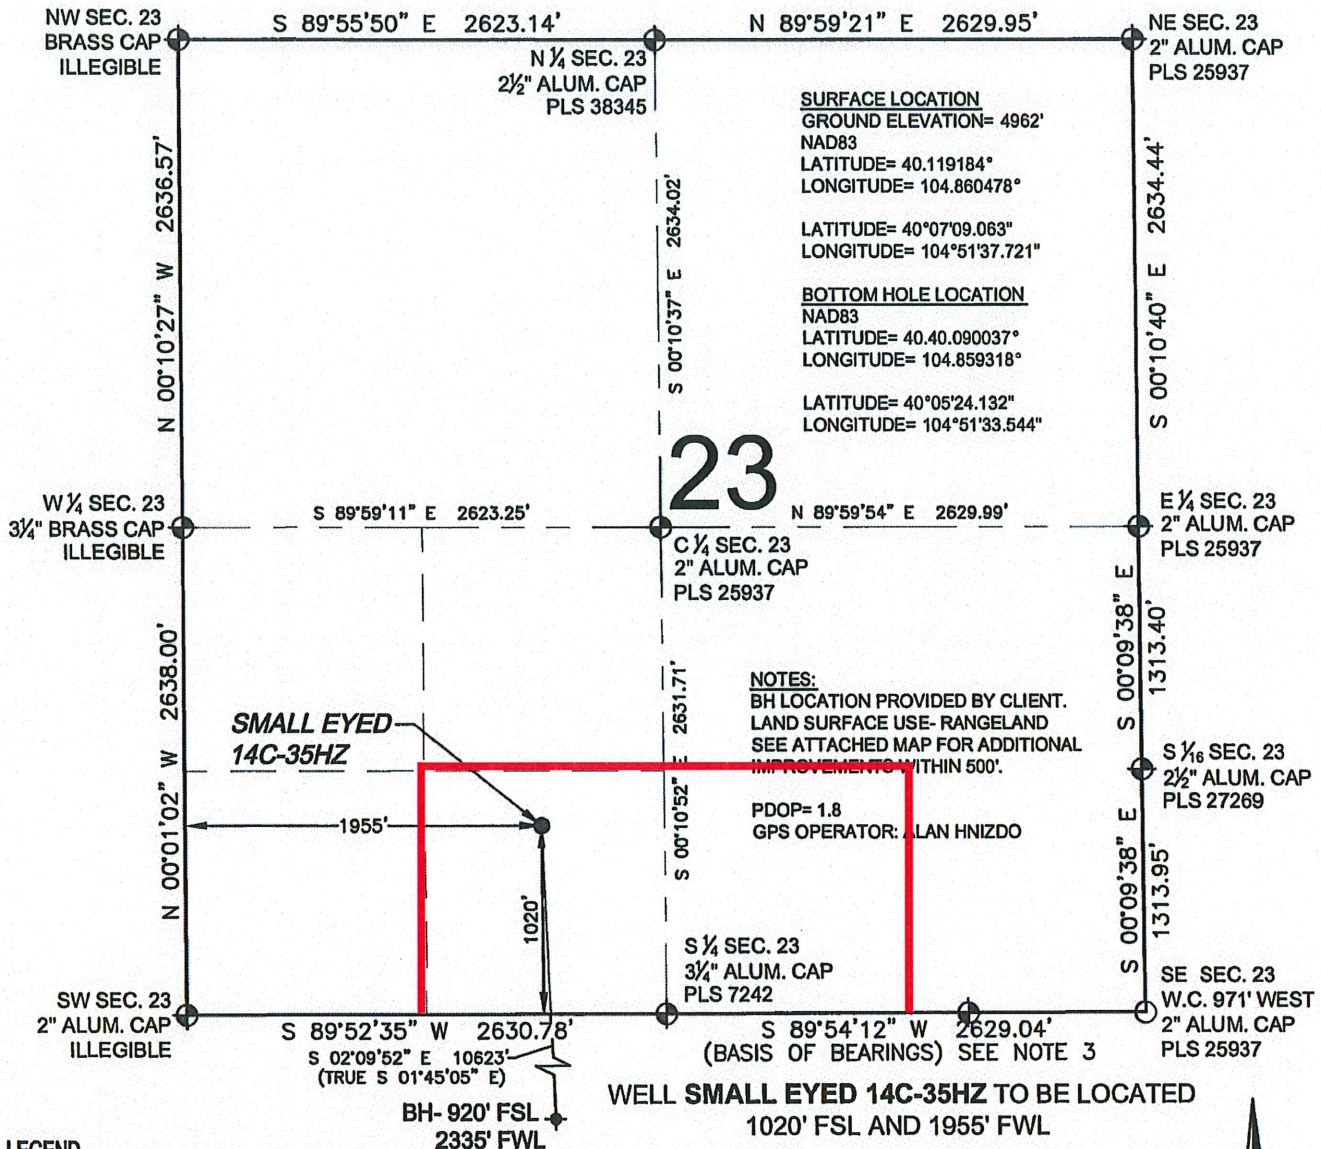 NW SEC. 23
BRASS CAP
ILLEGIBLE
S 89°55'50" E 2623.14'
N 89°59'21" E 2629.95'
NE SEC. 23
2" ALUM. CAP
PLS 25937
N ¼ SEC. 23
2½" ALUM. CAP
PLS 38345
SURFACE LOCATION
GROUND ELEVATION= 4962'
NAD83
LATITUDE= 40.119184°
LONGITUDE= 104.860478°
LATITUDE= 40°07'09.063"
LONGITUDE= 104°51'37.721"
BOTTOM HOLE LOCATION
NAD83
LATITUDE= 40.40.090037°
LONGITUDE= 104.859318°
LATITUDE= 40°05'24.132"
LONGITUDE= 104°51'33.544"
N 00°10'27" W 2636.57'
S 00°10'37" E 2634.02'
S 00°10'40" E 2634.44'
23
W ¼ SEC. 23
3¼" BRASS CAP
ILLEGIBLE
S 89°59'11" E 2623.25'
N 89°59'54" E 2629.99'
E ¼ SEC. 23
2" ALUM. CAP
PLS 25937
C ¼ SEC. 23
2" ALUM. CAP
PLS 25937
N 00°01'02" W 2638.00'
S 00°10'52" E 2631.71'
S 00°09'38" E
1313.40'
NOTES:
BH LOCATION PROVIDED BY CLIENT.
LAND SURFACE USE- RANGELAND
SEE ATTACHED MAP FOR ADDITIONAL
IMPROVEMENTS WITHIN 500'.
PDOP= 1.8
GPS OPERATOR: ALAN HNIZDO
SMALL EYED
14C-35HZ
S 1⁄16 SEC. 23
2½" ALUM. CAP
PLS 27269
1955'
1020'
S 00°09'38" E
1313.95'
S ¼ SEC. 23
3¼" ALUM. CAP
PLS 7242
SW SEC. 23
2" ALUM. CAP
ILLEGIBLE
SE SEC. 23
W.C. 971' WEST
2" ALUM. CAP
PLS 25937
S 89°52'35" W 2630.78'
S 89°54'12" W 2629.04'
(BASIS OF BEARINGS) SEE NOTE 3
S 02°09'52" E 10623'
(TRUE S 01°45'05" E)
BH- 920' FSL
2335' FWL
WELL SMALL EYED 14C-35HZ TO BE LOCATED
1020' FSL AND 1955' FWL
LEGEND